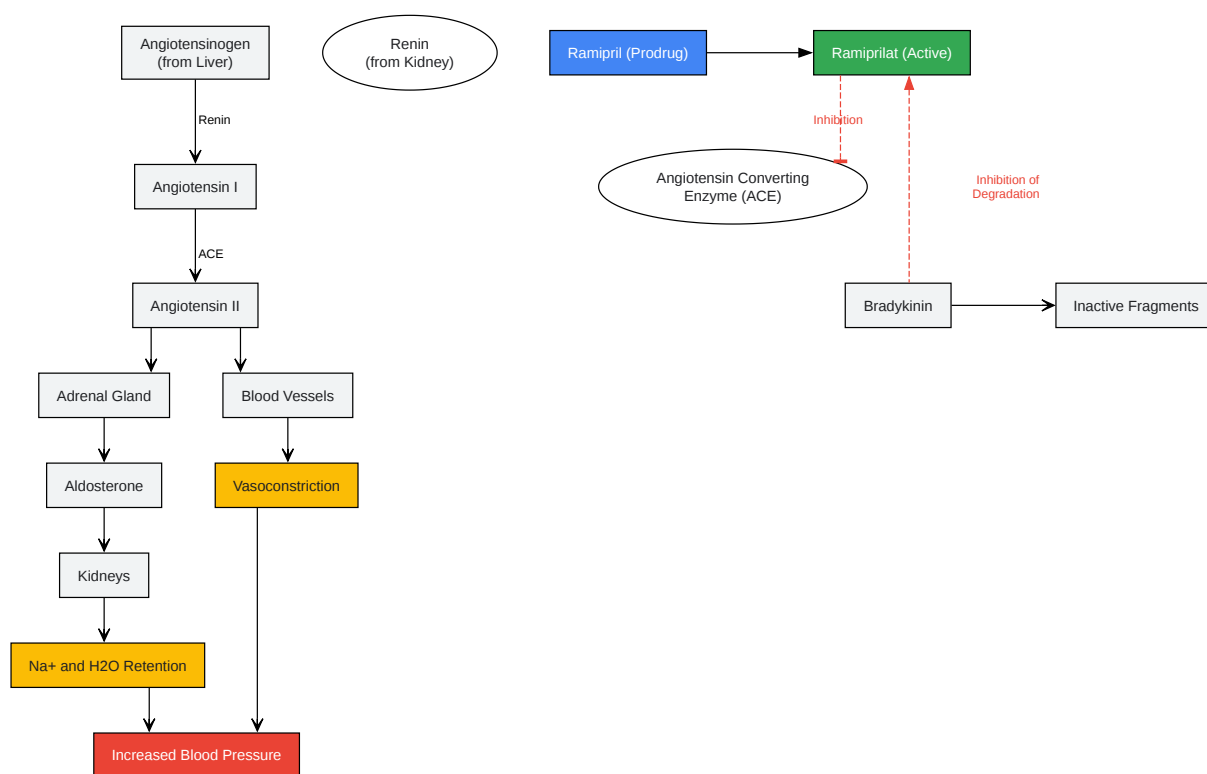 Angiotensinogen
(from Liver)
Renin
(from Kidney)
Ramipril (Prodrug)
Ramiprilat (Active)
Renin
Inhibition
Angiotensin I
Angiotensin Converting
Enzyme (ACE)
Inhibition of
Degradation
ACE
Angiotensin II
Bradykinin
Inactive Fragments
Adrenal Gland
Blood Vessels
Aldosterone
Vasoconstriction
Kidneys
Na+ and H2O Retention
Increased Blood Pressure